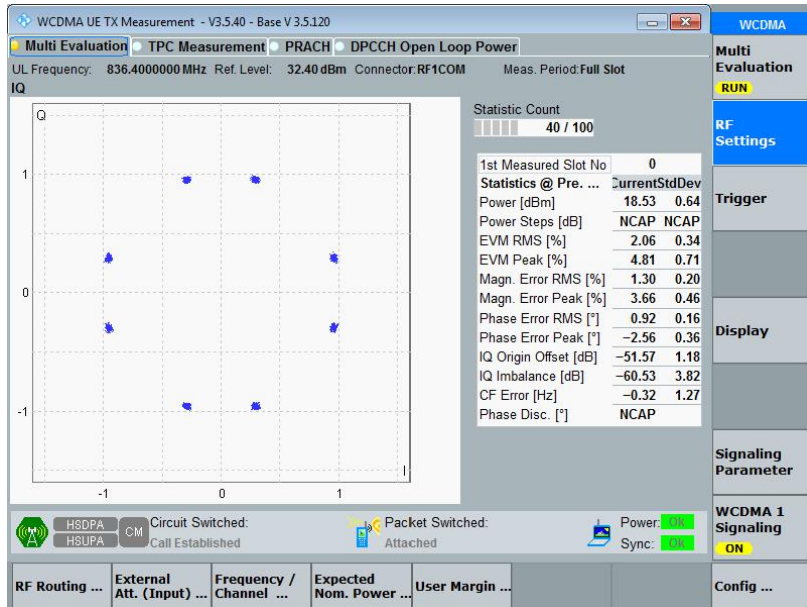 WCDMA UE TX Measurement - V3.5.40 - Base V 3.5.120
WCDMA
Multi Evaluation TPC Measurement PRACH DPCCH Open Loop Power
Multi Evaluation
RUN
UL Frequency: 836.4000000 MHz Ref. Level: 32.40 dBm Connector: RF1COM Meas. Period: Full Slot
IQ
Q
1
0
-1
I
-1 0 1
Statistic Count
40 / 100
1st Measured Slot No 0
Statistics @ Pre. ... Current StdDev
Power [dBm] 18.53 0.64
Power Steps [dB] NCAP NCAP
EVM RMS [%] 2.06 0.34
EVM Peak [%] 4.81 0.71
Magn. Error RMS [%] 1.30 0.20
Magn. Error Peak [%] 3.66 0.46
Phase Error RMS [°] 0.92 0.16
Phase Error Peak [°] −2.56 0.36
IQ Origin Offset [dB] −51.57 1.18
IQ Imbalance [dB] −60.53 3.82
CF Error [Hz] −0.32 1.27
Phase Disc. [°] NCAP
RF
Settings
Trigger
Display
Signaling
Parameter
WCDMA 1
Signaling
ON
HSDPA
HSUPA
CM
Circuit Switched:
Call Established
Packet Switched:
Attached
Power: Ok
Sync: Ok
RF Routing ...
External
Att. (Input) ...
Frequency /
Channel ...
Expected
Nom. Power ...
User Margin ...
Config ...